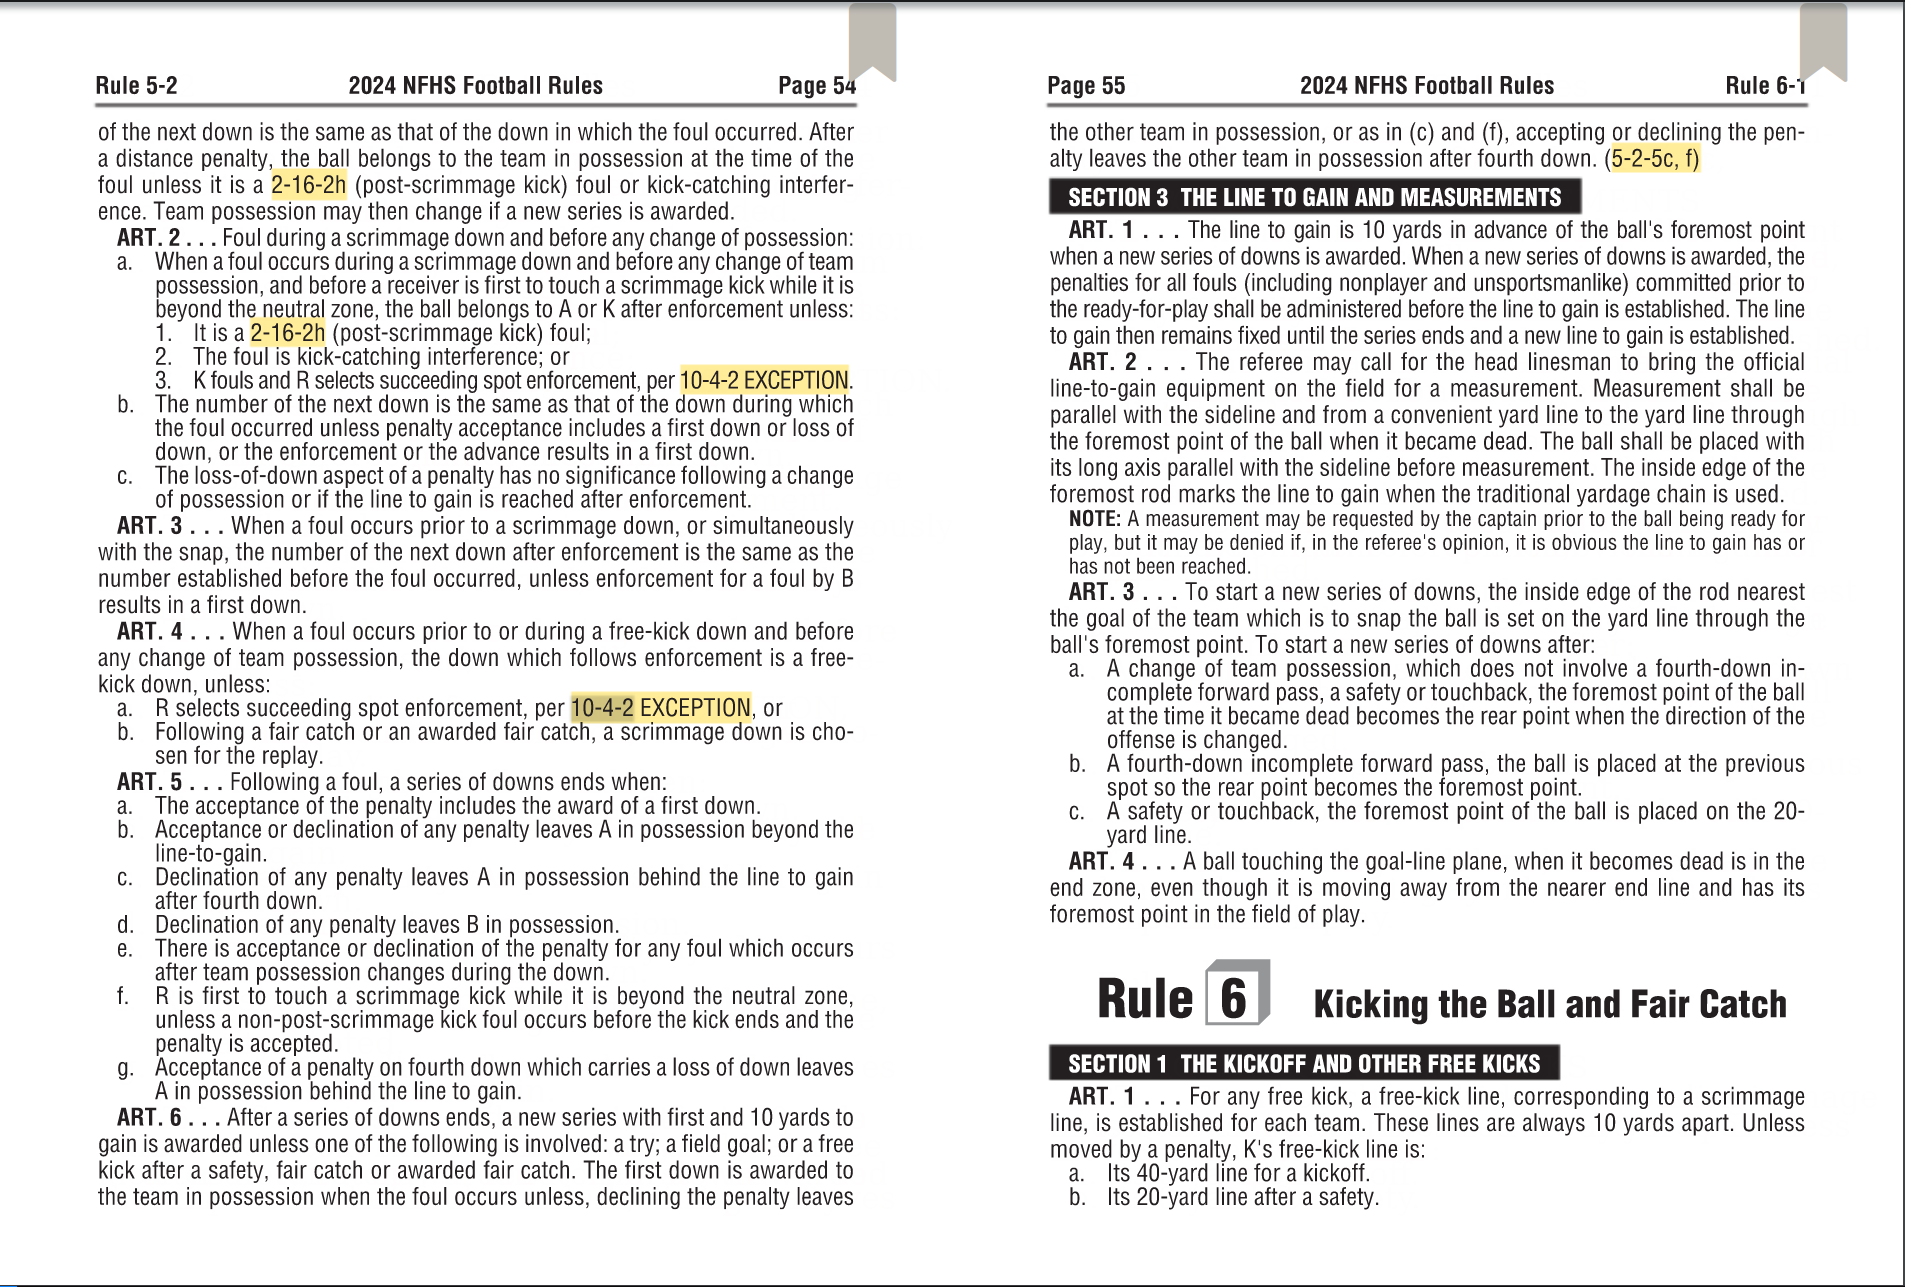 Rule 5-2 2024 NFHS Football Rules Page 54
of the next down is the same as that of the down in which the foul occurred. After
a distance penalty, the ball belongs to the team in possession at the time of the
foul unless it is a 2-16-2h (post-scrimmage kick) foul or kick-catching interfer-
ence. Team possession may then change if a new series is awarded.
ART. 2 . . . Foul during a scrimmage down and before any change of possession:
a. When a foul occurs during a scrimmage down and before any change of team
possession, and before a receiver is first to touch a scrimmage kick while it is
beyond the neutral zone, the ball belongs to A or K after enforcement unless:
1. It is a 2-16-2h (post-scrimmage kick) foul;
2. The foul is kick-catching interference; or
3. K fouls and R selects succeeding spot enforcement, per 10-4-2 EXCEPTION.
b. The number of the next down is the same as that of the down during which
the foul occurred unless penalty acceptance includes a first down or loss of
down, or the enforcement or the advance results in a first down.
c. The loss-of-down aspect of a penalty has no significance following a change
of possession or if the line to gain is reached after enforcement.
ART. 3 . . . When a foul occurs prior to a scrimmage down, or simultaneously
with the snap, the number of the next down after enforcement is the same as the
number established before the foul occurred, unless enforcement for a foul by B
results in a first down.
ART. 4 . . . When a foul occurs prior to or during a free-kick down and before
any change of team possession, the down which follows enforcement is a free-
kick down, unless:
a. R selects succeeding spot enforcement, per 10-4-2 EXCEPTION, or
b. Following a fair catch or an awarded fair catch, a scrimmage down is cho-
sen for the replay.
ART. 5 . . . Following a foul, a series of downs ends when:
a. The acceptance of the penalty includes the award of a first down.
b. Acceptance or declination of any penalty leaves A in possession beyond the
line-to-gain.
c. Declination of any penalty leaves A in possession behind the line to gain
after fourth down.
d. Declination of any penalty leaves B in possession.
e. There is acceptance or declination of the penalty for any foul which occurs
after team possession changes during the down.
f. R is first to touch a scrimmage kick while it is beyond the neutral zone,
unless a non-post-scrimmage kick foul occurs before the kick ends and the
penalty is accepted.
g. Acceptance of a penalty on fourth down which carries a loss of down leaves
A in possession behind the line to gain.
ART. 6 . . . After a series of downs ends, a new series with first and 10 yards to
gain is awarded unless one of the following is involved: a try; a field goal; or a free
kick after a safety, fair catch or awarded fair catch. The first down is awarded to
the team in possession when the foul occurs unless, declining the penalty leaves
Page 55 2024 NFHS Football Rules Rule 6-1
the other team in possession, or as in (c) and (f), accepting or declining the pen-
alty leaves the other team in possession after fourth down. (5-2-5c, f)
SECTION 3 THE LINE TO GAIN AND MEASUREMENTS
ART. 1 . . . The line to gain is 10 yards in advance of the ball's foremost point
when a new series of downs is awarded. When a new series of downs is awarded, the
penalties for all fouls (including nonplayer and unsportsmanlike) committed prior to
the ready-for-play shall be administered before the line to gain is established. The line
to gain then remains fixed until the series ends and a new line to gain is established.
ART. 2 . . . The referee may call for the head linesman to bring the official
line-to-gain equipment on the field for a measurement. Measurement shall be
parallel with the sideline and from a convenient yard line to the yard line through
the foremost point of the ball when it became dead. The ball shall be placed with
its long axis parallel with the sideline before measurement. The inside edge of the
foremost rod marks the line to gain when the traditional yardage chain is used.
NOTE: A measurement may be requested by the captain prior to the ball being ready for
play, but it may be denied if, in the referee's opinion, it is obvious the line to gain has or
has not been reached.
ART. 3 . . . To start a new series of downs, the inside edge of the rod nearest
the goal of the team which is to snap the ball is set on the yard line through the
ball's foremost point. To start a new series of downs after:
a. A change of team possession, which does not involve a fourth-down in-
complete forward pass, a safety or touchback, the foremost point of the ball
at the time it became dead becomes the rear point when the direction of the
offense is changed.
b. A fourth-down incomplete forward pass, the ball is placed at the previous
spot so the rear point becomes the foremost point.
c. A safety or touchback, the foremost point of the ball is placed on the 20-
yard line.
ART. 4 . . . A ball touching the goal-line plane, when it becomes dead is in the
end zone, even though it is moving away from the nearer end line and has its
foremost point in the field of play.
Rule 6 Kicking the Ball and Fair Catch
SECTION 1 THE KICKOFF AND OTHER FREE KICKS
ART. 1 . . . For any free kick, a free-kick line, corresponding to a scrimmage
line, is established for each team. These lines are always 10 yards apart. Unless
moved by a penalty, K's free-kick line is:
a. Its 40-yard line for a kickoff.
b. Its 20-yard line after a safety.